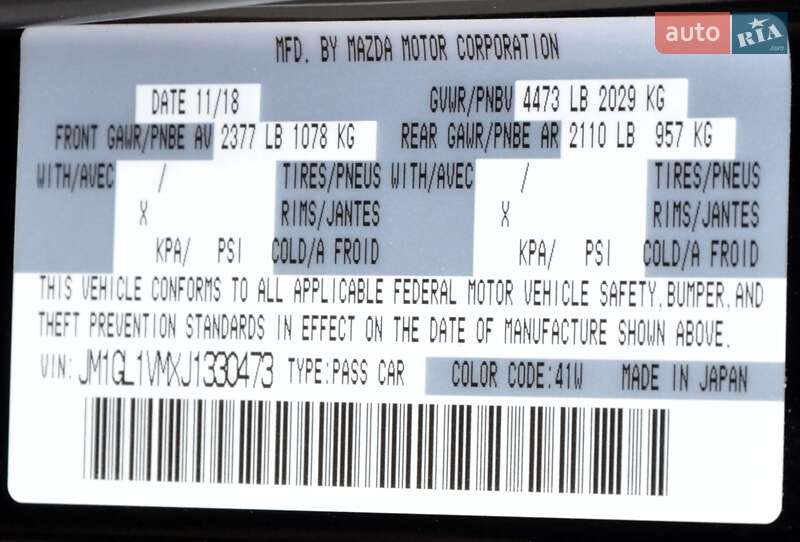 auto RIA.com
MFD. BY MAZDA MOTOR CORPORATION
DATE 11/18 GVWR/PNBV 4473 LB 2029 KG
FRONT GAWR/PNBE AV 2377 LB 1078 KG REAR GAWR/PNBE AR 2110 LB 957 KG
WITH/AVEC / TIRES/PNEUS WITH/AVEC / TIRES/PNEUS
X RIMS/JANTES X RIMS/JANTES
KPA/ PSI COLD/A FROID KPA/ PSI COLD/A FROID
THIS VEHICLE CONFORMS TO ALL APPLICABLE FEDERAL MOTOR VEHICLE SAFETY, BUMPER, AND
THEFT PREVENTION STANDARDS IN EFFECT ON THE DATE OF MANUFACTURE SHOWN ABOVE.
VIN: JM1GL1VMXJ1330473 TYPE:PASS CAR COLOR CODE:41W MADE IN JAPAN